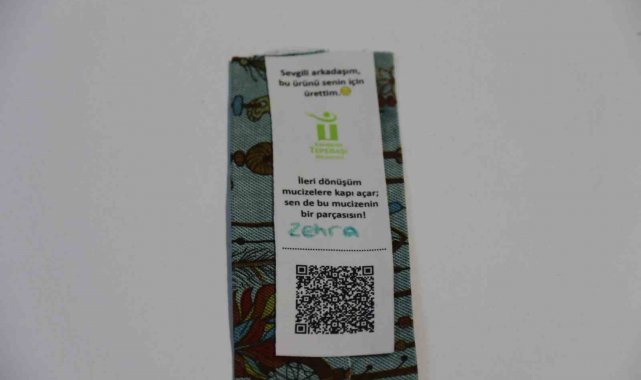 Sevgili arkadaşım,
bu ürünü senin için
ürettim.
TEPEBAŞI
İleri dönüşüm
mucizelere kapı açar;
sen de bu mucizenin
bir parçasısın!
Zehra